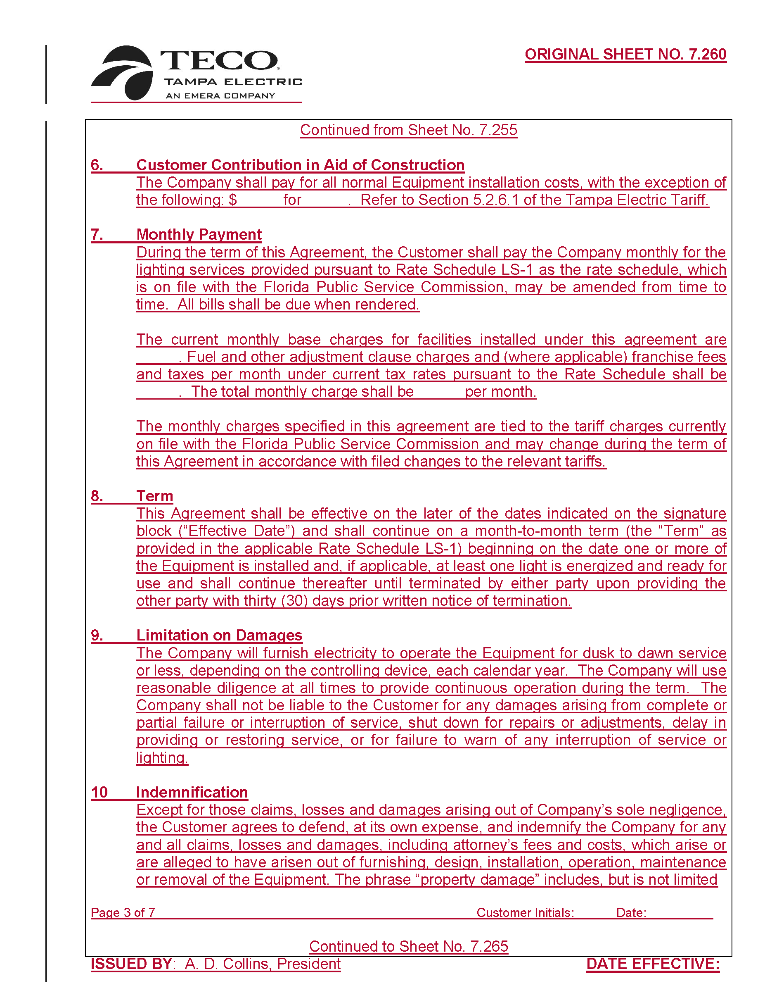 TECO®
TAMPA ELECTRIC
AN EMERA COMPANY
ORIGINAL SHEET NO. 7.260
Continued from Sheet No. 7.255
6. Customer Contribution in Aid of Construction
The Company shall pay for all normal Equipment installation costs, with the exception of
the following: $ for . Refer to Section 5.2.6.1 of the Tampa Electric Tariff.
7. Monthly Payment
During the term of this Agreement, the Customer shall pay the Company monthly for the
lighting services provided pursuant to Rate Schedule LS-1 as the rate schedule, which
is on file with the Florida Public Service Commission, may be amended from time to
time. All bills shall be due when rendered.
The current monthly base charges for facilities installed under this agreement are
. Fuel and other adjustment clause charges and (where applicable) franchise fees
and taxes per month under current tax rates pursuant to the Rate Schedule shall be
. The total monthly charge shall be per month.
The monthly charges specified in this agreement are tied to the tariff charges currently
on file with the Florida Public Service Commission and may change during the term of
this Agreement in accordance with filed changes to the relevant tariffs.
8. Term
This Agreement shall be effective on the later of the dates indicated on the signature
block (“Effective Date”) and shall continue on a month-to-month term (the “Term” as
provided in the applicable Rate Schedule LS-1) beginning on the date one or more of
the Equipment is installed and, if applicable, at least one light is energized and ready for
use and shall continue thereafter until terminated by either party upon providing the
other party with thirty (30) days prior written notice of termination.
9. Limitation on Damages
The Company will furnish electricity to operate the Equipment for dusk to dawn service
or less, depending on the controlling device, each calendar year. The Company will use
reasonable diligence at all times to provide continuous operation during the term. The
Company shall not be liable to the Customer for any damages arising from complete or
partial failure or interruption of service, shut down for repairs or adjustments, delay in
providing or restoring service, or for failure to warn of any interruption of service or
lighting.
10 Indemnification
Except for those claims, losses and damages arising out of Company’s sole negligence,
the Customer agrees to defend, at its own expense, and indemnify the Company for any
and all claims, losses and damages, including attorney’s fees and costs, which arise or
are alleged to have arisen out of furnishing, design, installation, operation, maintenance
or removal of the Equipment. The phrase “property damage” includes, but is not limited
Page 3 of 7 Customer Initials: Date:
Continued to Sheet No. 7.265
ISSUED BY: A. D. Collins, President DATE EFFECTIVE: